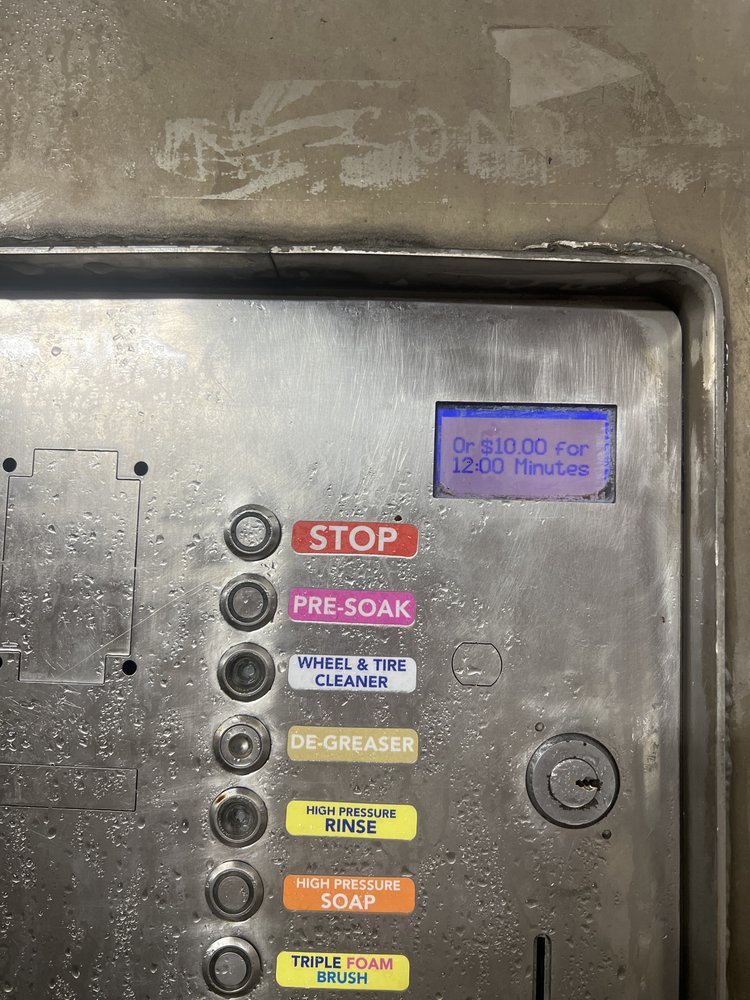 Or $10.00 for
12:00 Minutes
STOP
PRE-SOAK
WHEEL & TIRE
CLEANER
DE-GREASER
HIGH PRESSURE
RINSE
HIGH PRESSURE
SOAP
TRIPLE FOAM
BRUSH